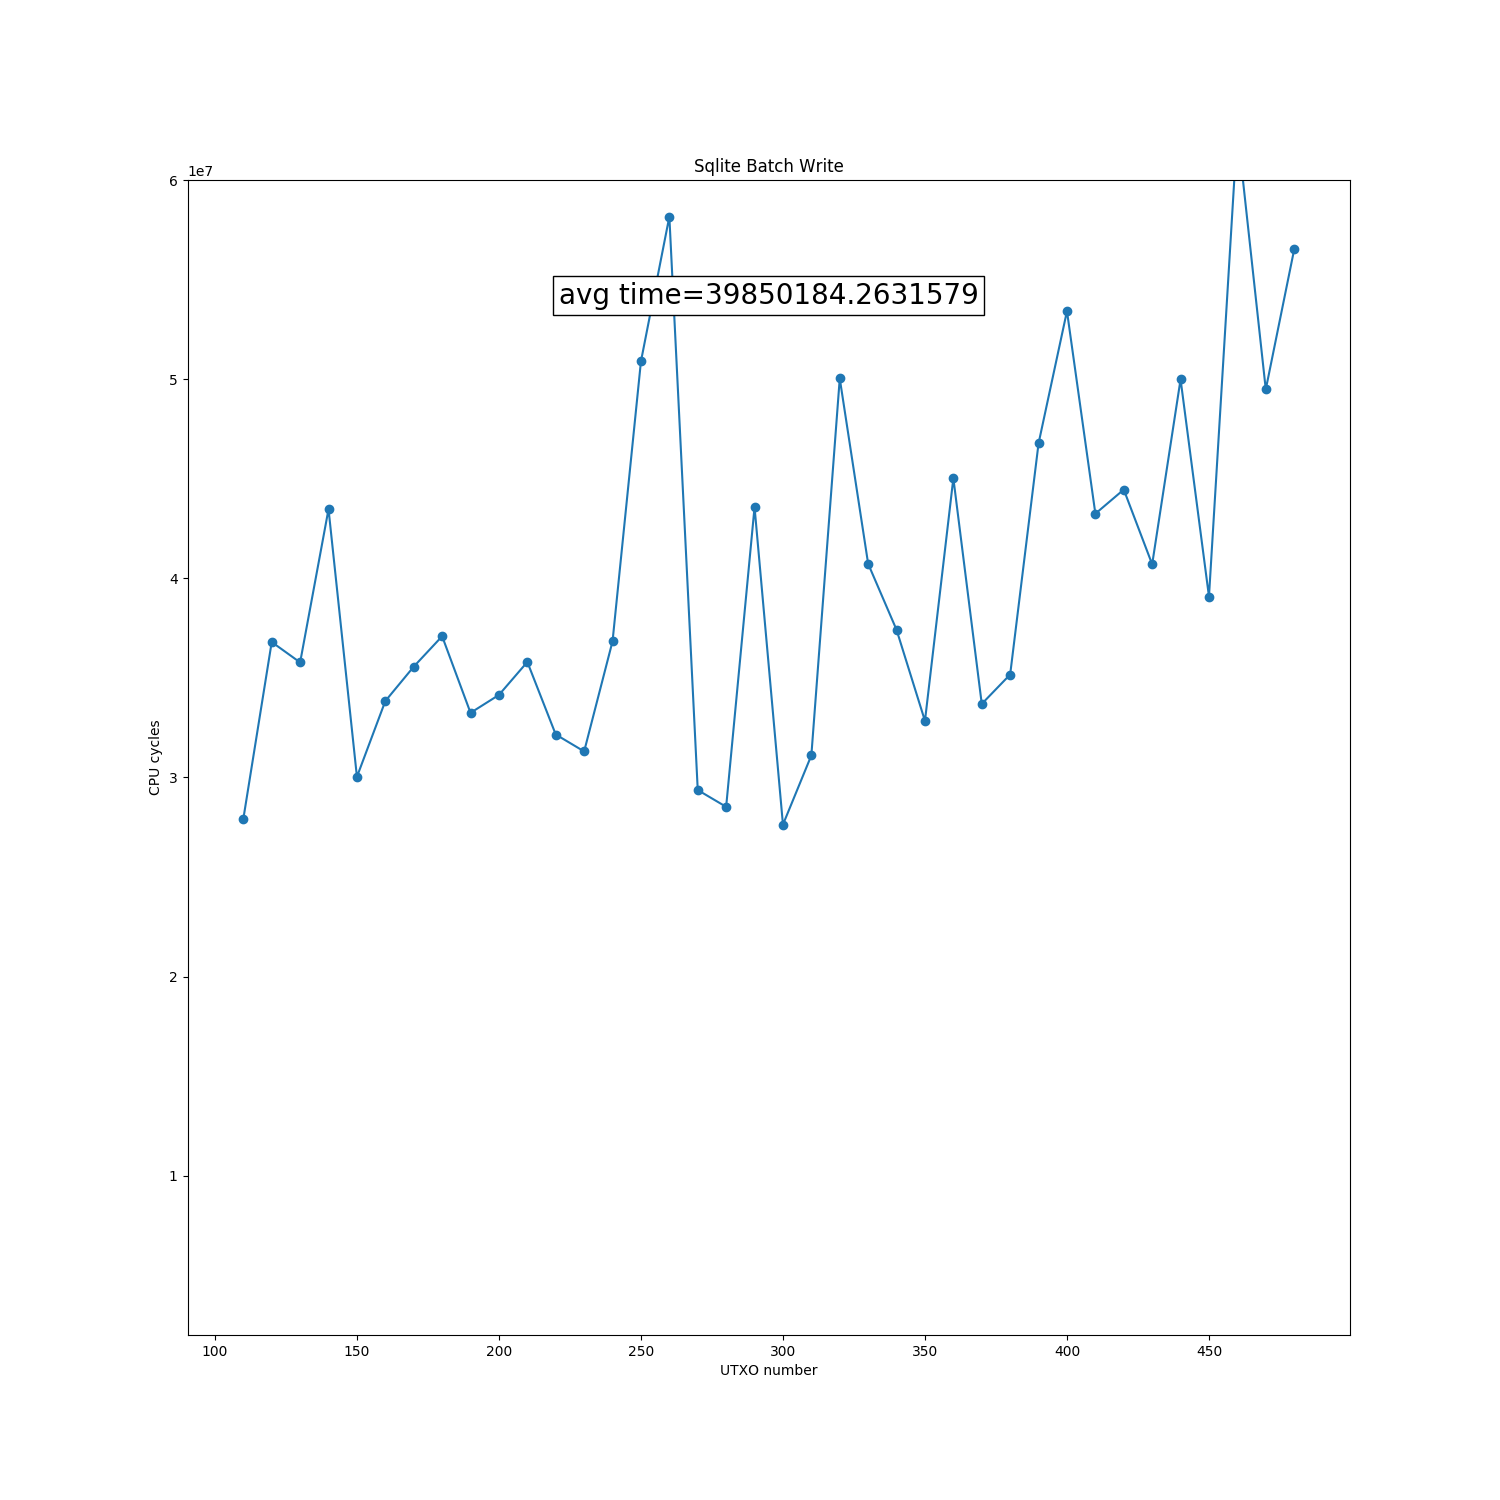 Sqlite Batch Write
1e7
6
avg time=39850184.2631579
5
4
CPU cycles
3
2
1
100 150 200 250 300 350 400 450
UTXO number